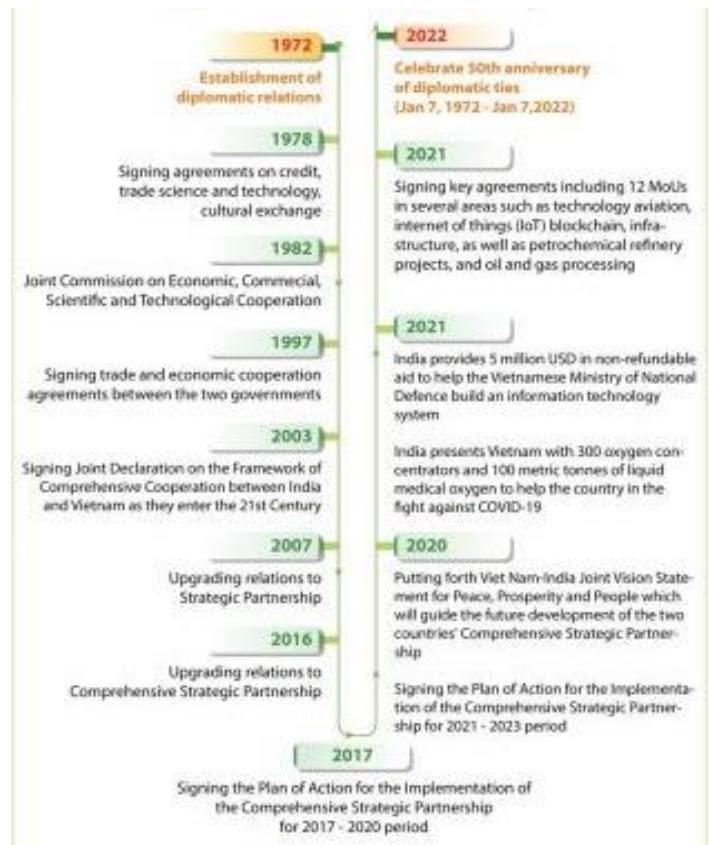 1972
Establishment of
diplomatic relations
1978
Signing agreements on credit,
trade science and technology,
cultural exchange
1982
Joint Commission on Economic, Commecial,
Scientific and Technological Cooperation
1997
Signing trade and economic cooperation
agreements between the two governments
2003
Signing Joint Declaration on the Framework of
Comprehensive Cooperation between India
and Vietnam as they enter the 21st Century
2007
Upgrading relations to
Strategic Partnership
2016
Upgrading relations to
Comprehensive Strategic Partnership
2017
Signing the Plan of Action for the Implementation of
the Comprehensive Strategic Partnership
for 2017 - 2020 period
2020
Putting forth Viet Nam-India Joint Vision State-
ment for Peace, Prosperity and People which
will guide the future development of the two
countries' Comprehensive Strategic Partner-
ship
Signing the Plan of Action for the Implementa-
tion of the Comprehensive Strategic Partner-
ship for 2021 - 2023 period
2021
India provides 5 million USD in non-refundable
aid to help the Vietnamese Ministry of National
Defence build an information technology
system
India presents Vietnam with 300 oxygen con-
centrators and 100 metric tonnes of liquid
medical oxygen to help the country in the
fight against COVID-19
2021
Signing key agreements including 12 MoUs
in several areas such as technology aviation,
internet of things (IoT) blockchain, infra-
structure, as well as petrochemical refinery
projects, and oil and gas processing
2022
Celebrate 50th anniversary
of diplomatic ties
(Jan 7, 1972 - Jan 7,2022)